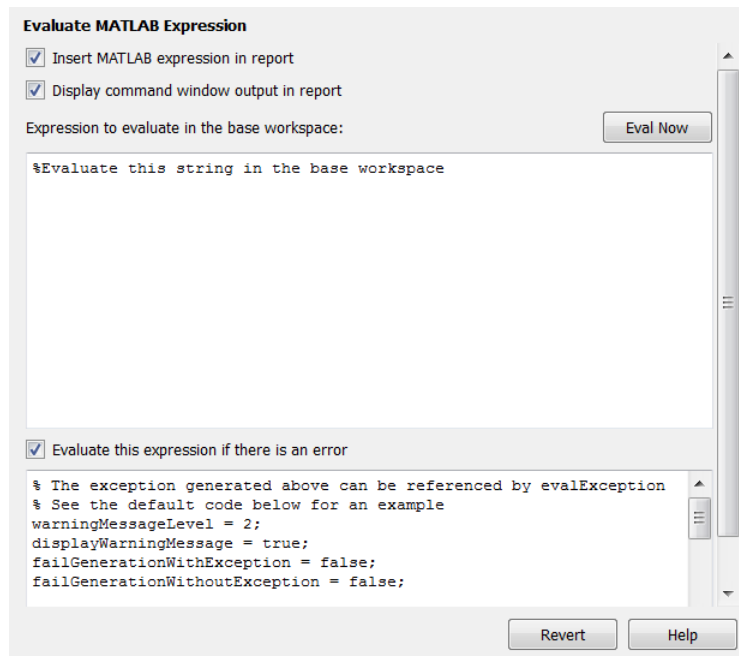 Evaluate MATLAB Expression
Insert MATLAB expression in report
Display command window output in report
Expression to evaluate in the base workspace:
Eval Now
%Evaluate this string in the base workspace
Evaluate this expression if there is an error
% The exception generated above can be referenced by evalException
% See the default code below for an example
warningMessageLevel = 2;
displayWarningMessage = true;
failGenerationWithException = false;
failGenerationWithoutException = false;
Revert
Help